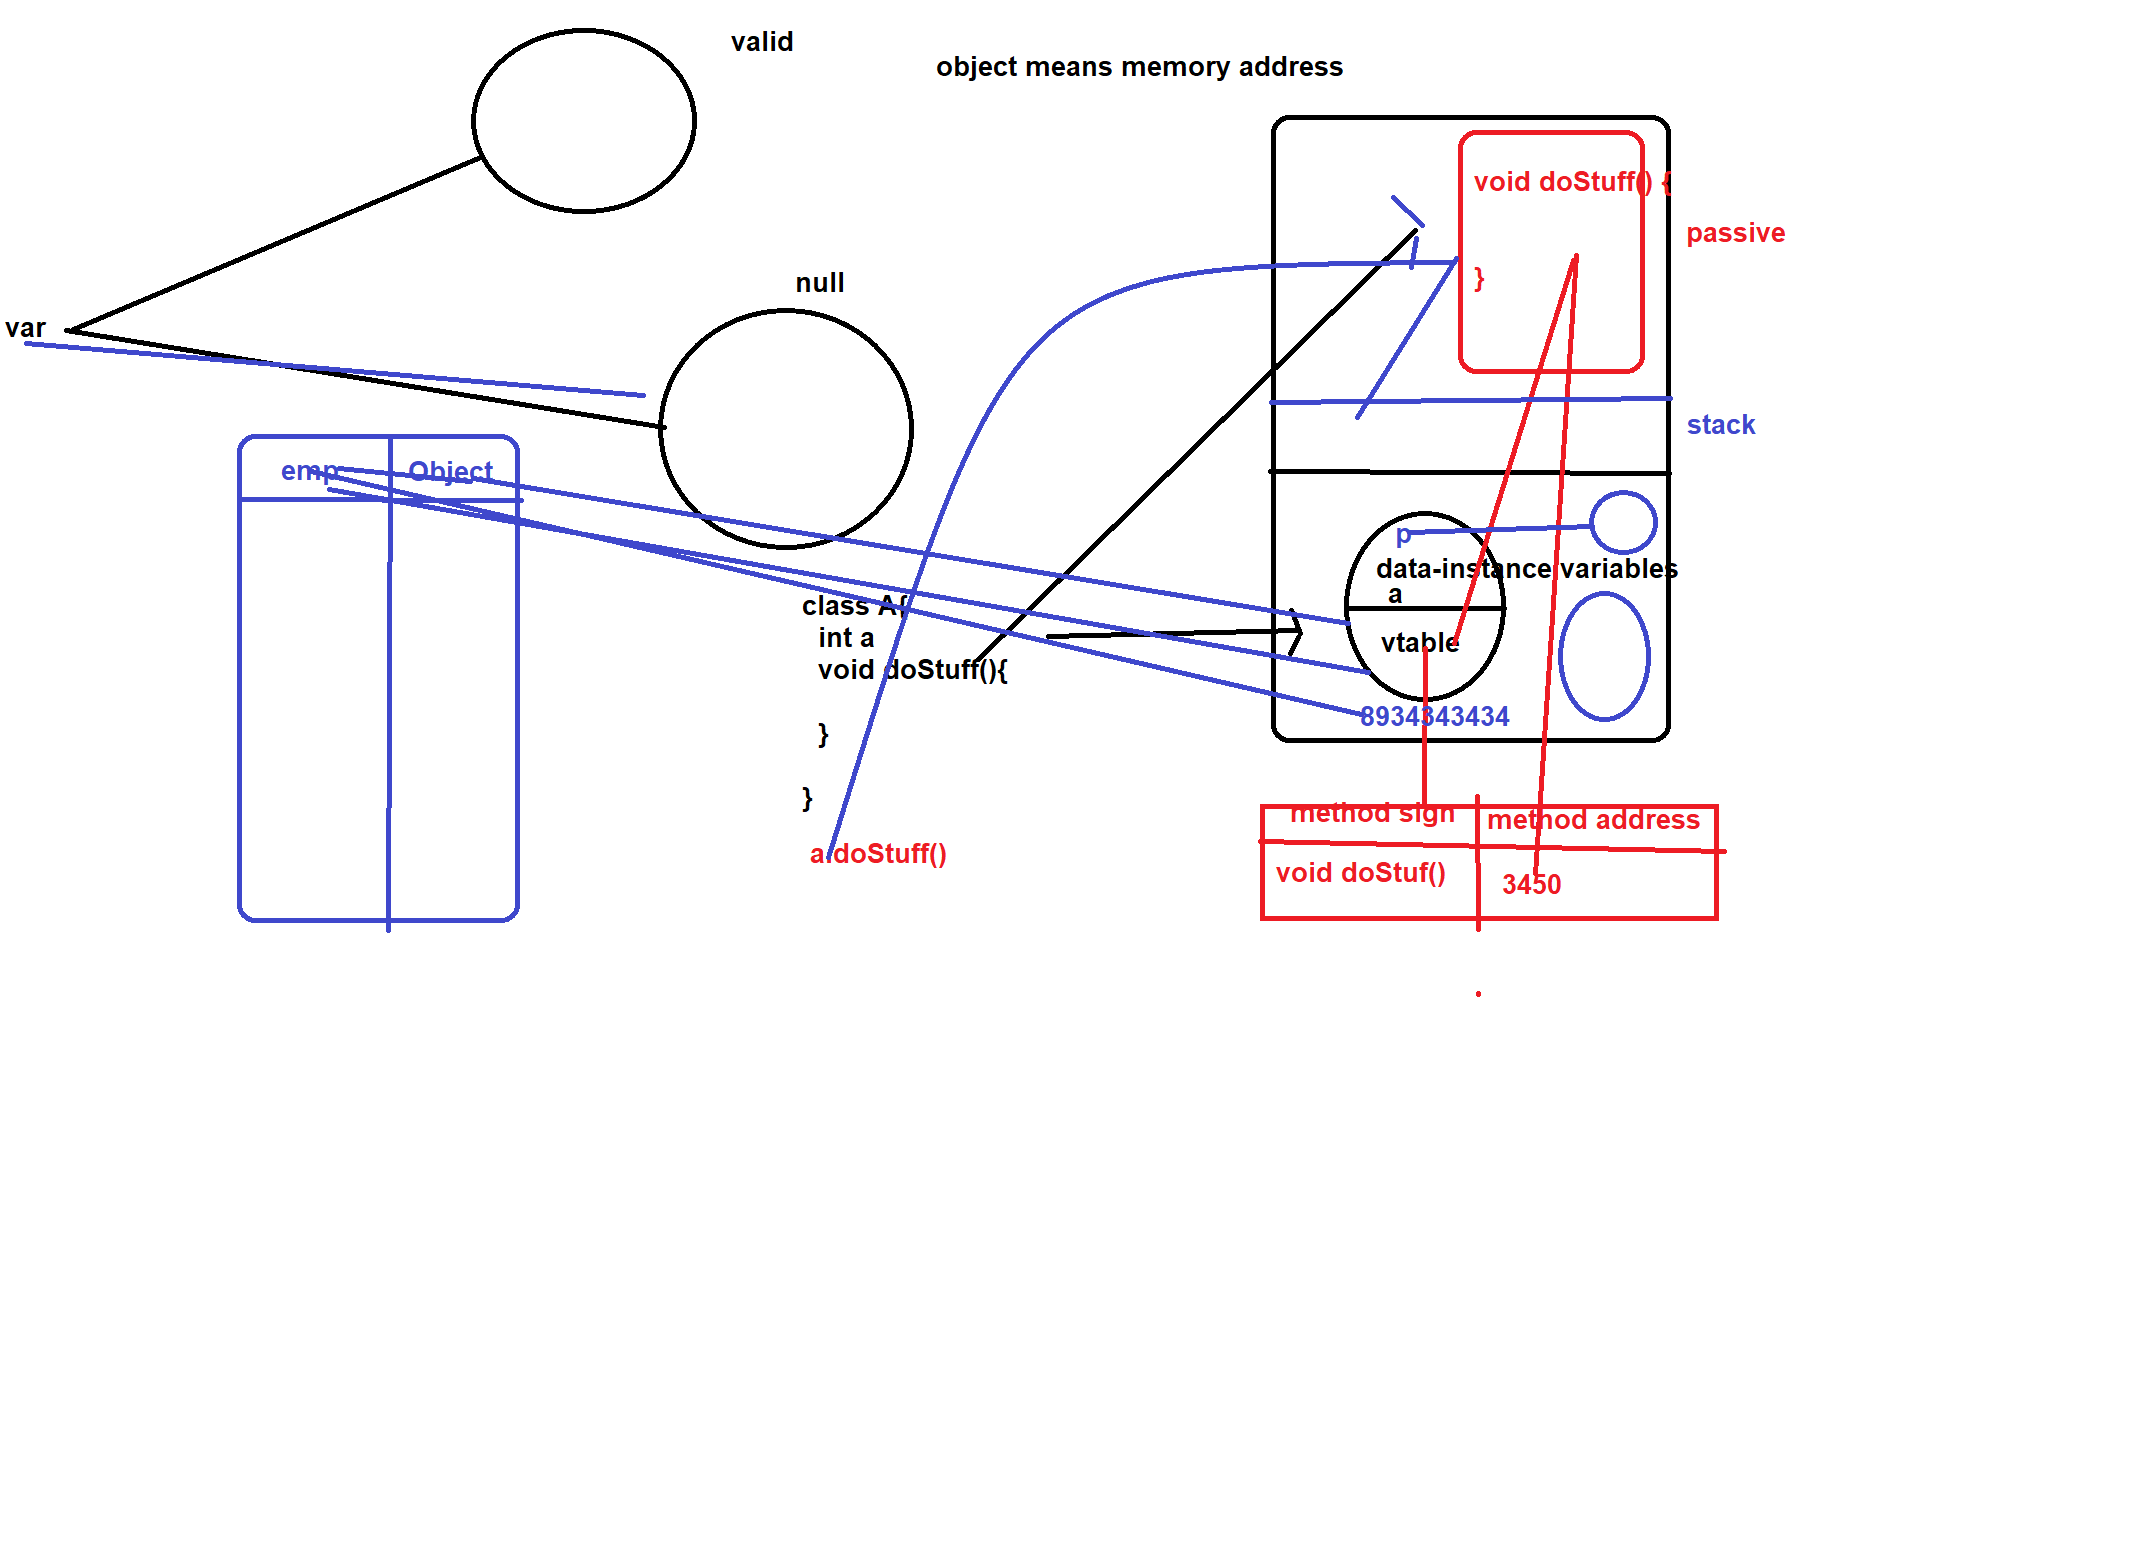 valid
object means memory address
void doStuff() {
passive
}
null
var
stack
emp
Object
p
data-instance variables
a
class A{
int a
vtable
void doStuff(){
8934343434
}
}
method sign
method address
a.doStuff()
void doStuf()
3450